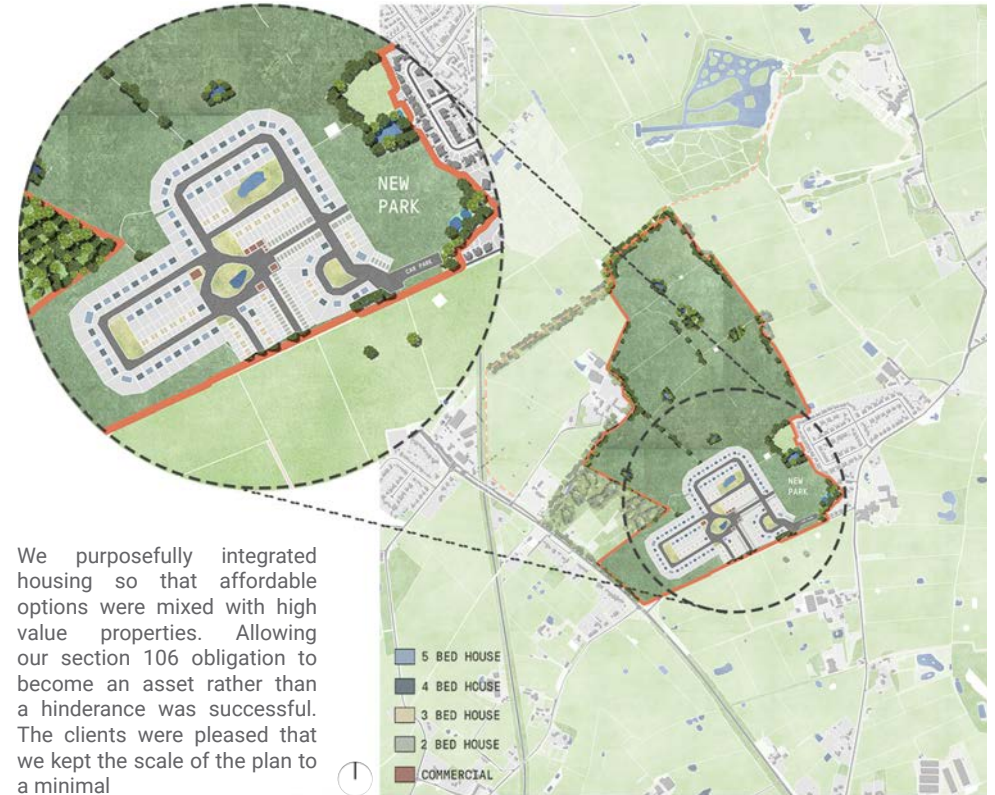 NEW
PARK
CAR PARK
NEW
PARK
We purposefully integrated
housing so that affordable
options were mixed with high
value properties. Allowing
our section 106 obligation to
become an asset rather than
a hinderance was successful.
The clients were pleased that
we kept the scale of the plan to
a minimal
5 BED HOUSE
4 BED HOUSE
3 BED HOUSE
2 BED HOUSE
COMMERCIAL